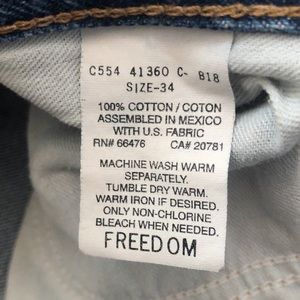 C554 41360 C- B18
SIZE-34
100% COTTON / COTON
ASSEMBLED IN MEXICO
WITH U.S. FABRIC
RN# 66476 CA# 20781
MACHINE WASH WARM
SEPARATELY.
TUMBLE DRY WARM.
WARM IRON IF DESIRED.
ONLY NON-CHLORINE
BLEACH WHEN NEEDED.
FREEDOM